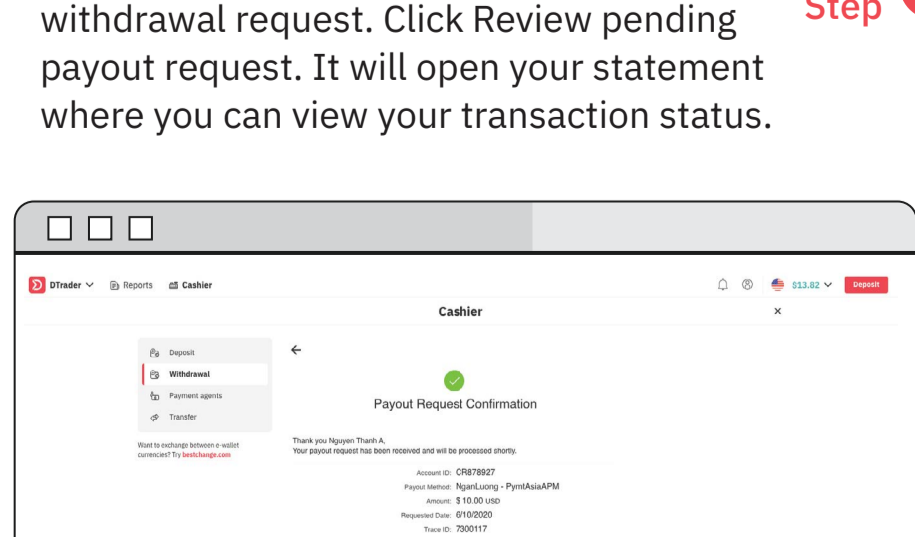 withdrawal request. Click Review pending
Step
payout request. It will open your statement
where you can view your transaction status.
DTrader
Reports
Cashier
$13.82
Deposit
Cashier
Deposit
Withdrawal
Payment agents
Transfer
Want to exchange between e-wallet
currencies? Try bestchange.com
Payout Request Confirmation
Thank you Nguyen Thanh A,
Your payout request has been received and will be processed shortly.
Account ID: CR878927
Payout Method: NganLuong - PymtAsiaAPM
Amount: $ 10.00 USD
Requested Date: 6/10/2020
Trace ID: 7300117